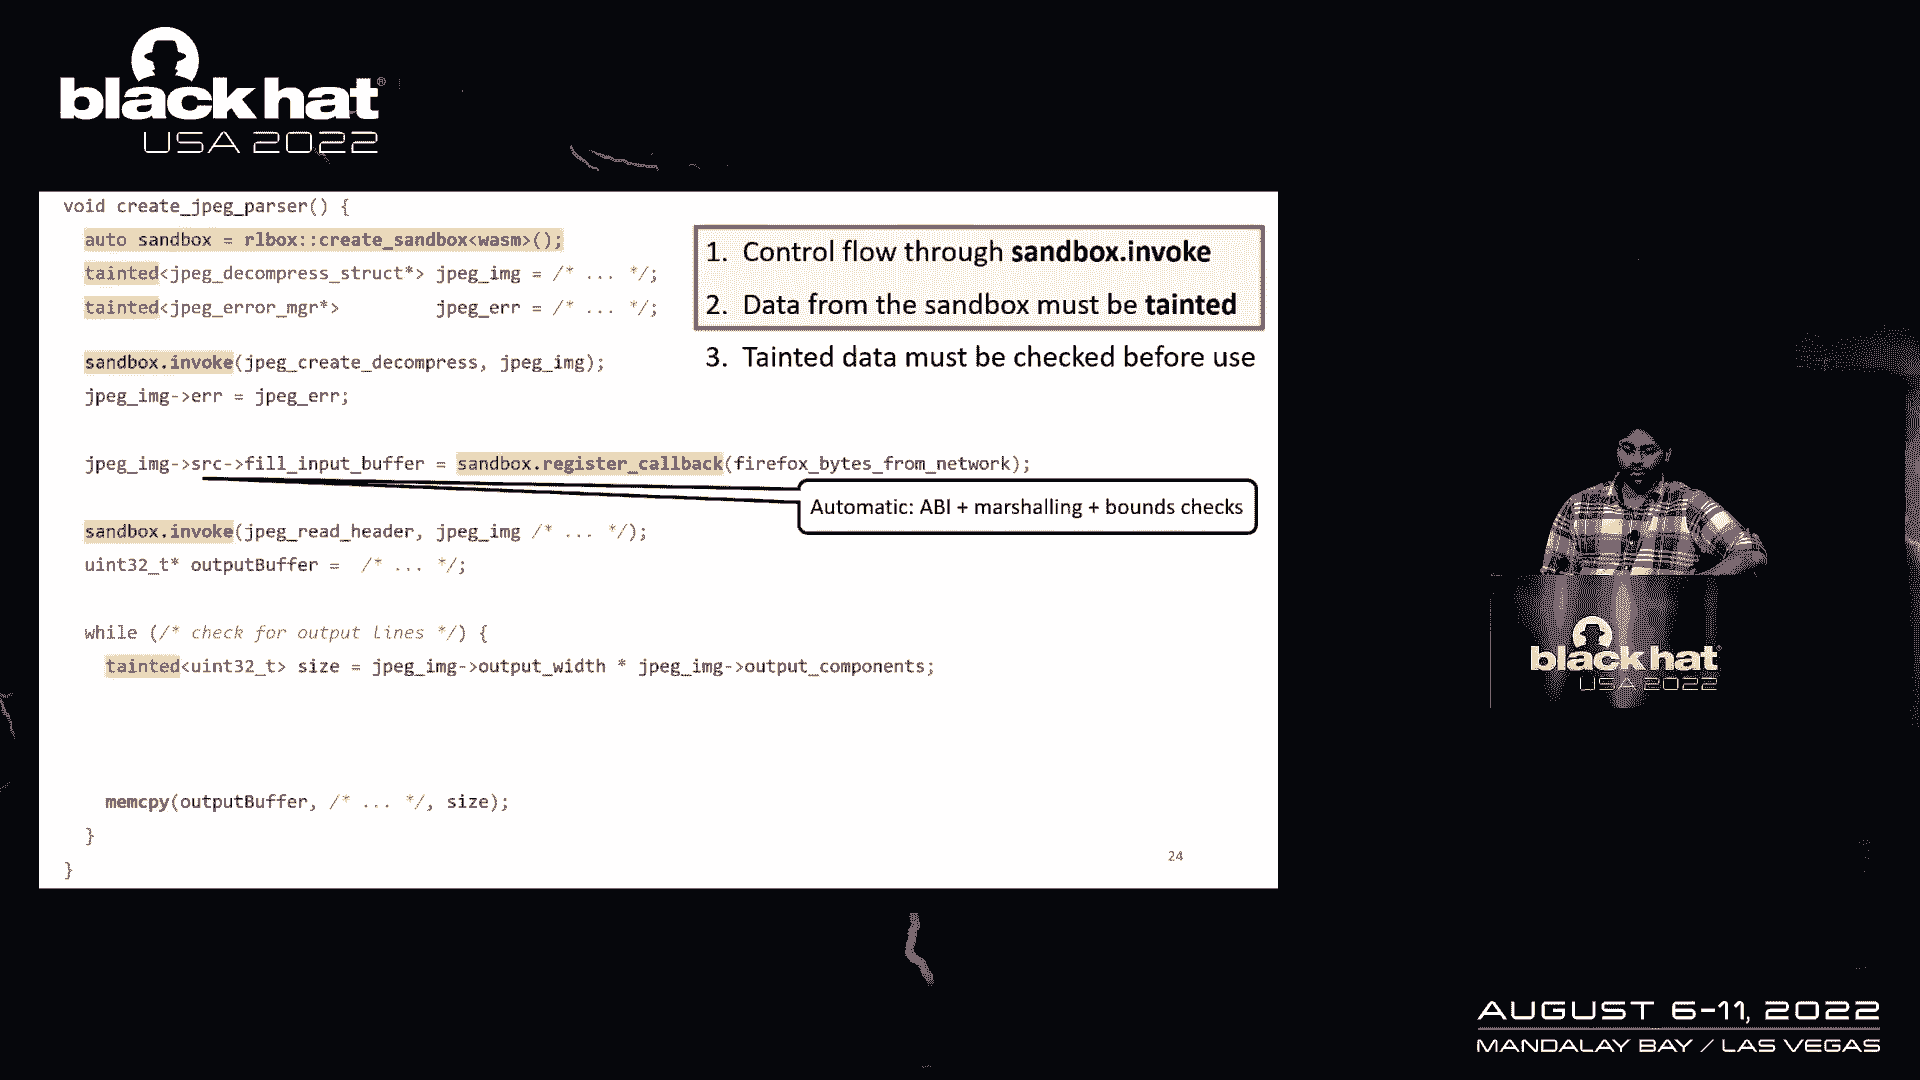 black hat®
USA 2022
void create_jpeg_parser() {
auto sandbox = rlbox::create_sandbox<wasm>();
tainted<jpeg_decompress_struct*> jpeg_img = /* ... */;
tainted<jpeg_error_mgr*> jpeg_err = /* ... */;
sandbox.invoke(jpeg_create_decompress, jpeg_img);
jpeg_img->err = jpeg_err;
jpeg_img->src->fill_input_buffer = sandbox.register_callback(firefox_bytes_from_network);
sandbox.invoke(jpeg_read_header, jpeg_img /* ... */);
uint32_t* outputBuffer = /* ... */;
while (/* check for output lines */) {
tainted<uint32_t> size = jpeg_img->output_width * jpeg_img->output_components;
memcpy(outputBuffer, /* ... */, size);
}
}
1. Control flow through sandbox.invoke
2. Data from the sandbox must be tainted
3. Tainted data must be checked before use
Automatic: ABI + marshalling + bounds checks
24
black hat
USA 2022
AUGUST 6-11, 2022
MANDALAY BAY / LAS VEGAS